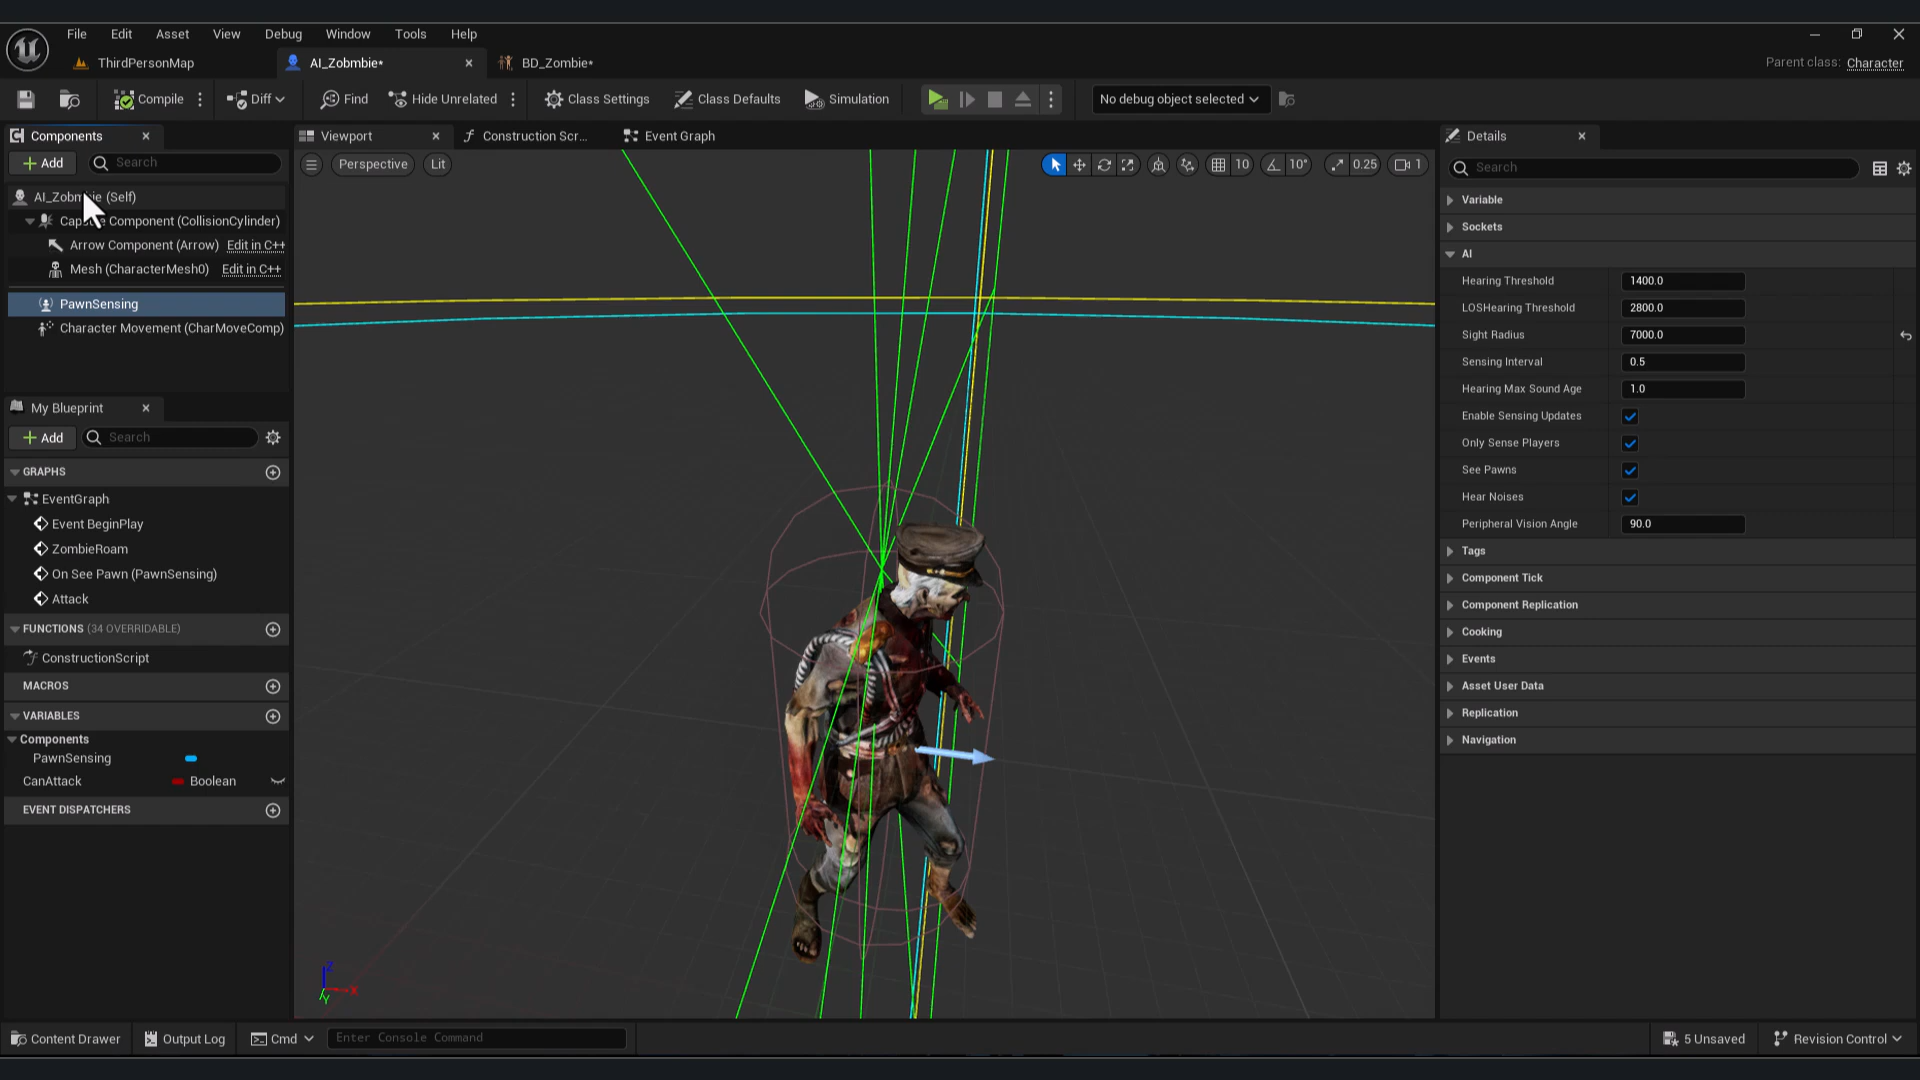 File Edit Asset View Debug Window Tools Help
ThirdPersonMap
AI_Zobmbie*
BD_Zombie*
Parent class: Character
Compile
Diff
Find
Hide Unrelated
Class Settings
Class Defaults
Simulation
No debug object selected
Components
Viewport
Construction Scr...
Event Graph
Details
Add
Search
Perspective
Lit
10
10°
0.25
1
Search
AI_Zobmbie (Self)
Component (CollisionCylinder)
Arrow Component (Arrow) Edit in C++
Mesh (CharacterMesh0) Edit in C++
PawnSensing
Character Movement (CharMoveComp)
My Blueprint
Add
Search
GRAPHS
EventGraph
Event BeginPlay
ZombieRoam
On See Pawn (PawnSensing)
Attack
FUNCTIONS (34 OVERRIDABLE)
ConstructionScript
MACROS
VARIABLES
Components
PawnSensing
CanAttack Boolean
EVENT DISPATCHERS
Z
X
Y
Variable
Sockets
AI
Hearing Threshold 1400.0
LOSHearing Threshold 2800.0
Sight Radius 7000.0
Sensing Interval 0.5
Hearing Max Sound Age 1.0
Enable Sensing Updates
Only Sense Players
See Pawns
Hear Noises
Peripheral Vision Angle 90.0
Tags
Component Tick
Component Replication
Cooking
Events
Asset User Data
Replication
Navigation
Content Drawer
Output Log
Cmd
Enter Console Command
5 Unsaved
Revision Control